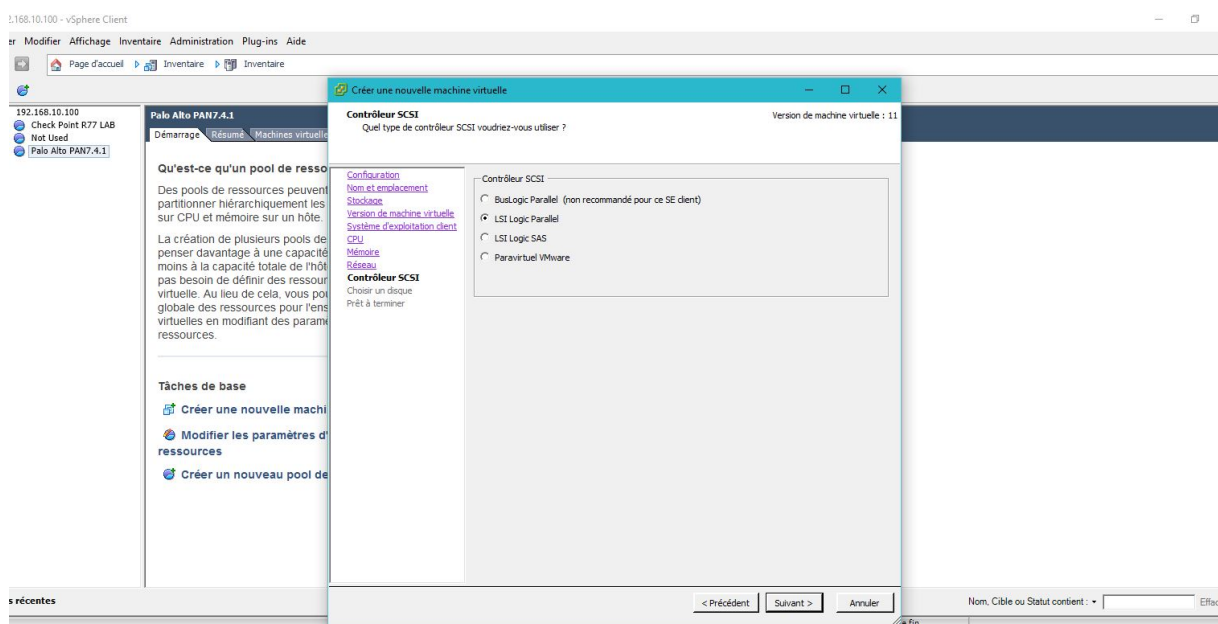 2.168.10.100 - vSphere Client
er Modifier Affichage Inventaire Administration Plug-ins Aide
Page d'accueil Inventaire Inventaire
192.168.10.100
Check Point R77 LAB
Not Used
Palo Alto PAN7.4.1
Palo Alto PAN7.4.1
Démarrage Résumé Machines virtuelle
Qu'est-ce qu'un pool de resso
Des pools de ressources peuvent
partitionner hiérarchiquement les
sur CPU et mémoire sur un hôte.
La création de plusieurs pools de
penser davantage à une capacité
moins à la capacité totale de l'hôt
pas besoin de définir des ressour
virtuelle. Au lieu de cela, vous pou
globale des ressources pour l'ens
virtuelles en modifiant des paramè
ressources.
Tâches de base
Créer une nouvelle machi
Modifier les paramètres d'
ressources
Créer un nouveau pool de
Créer une nouvelle machine virtuelle
Contrôleur SCSI
Quel type de contrôleur SCSI voudriez-vous utiliser ?
Version de machine virtuelle : 11
Configuration
Nom et emplacement
Stockage
Version de machine virtuelle
Système d'exploitation client
CPU
Mémoire
Réseau
Contrôleur SCSI
Choisir un disque
Prêt à terminer
Contrôleur SCSI
BusLogic Parallel (non recommandé pour ce SE client)
LSI Logic Parallel
LSI Logic SAS
Paravirtuel VMware
< Précédent Suivant > Annuler
s récentes
Nom, Cible ou Statut contient :
Effac
e fin